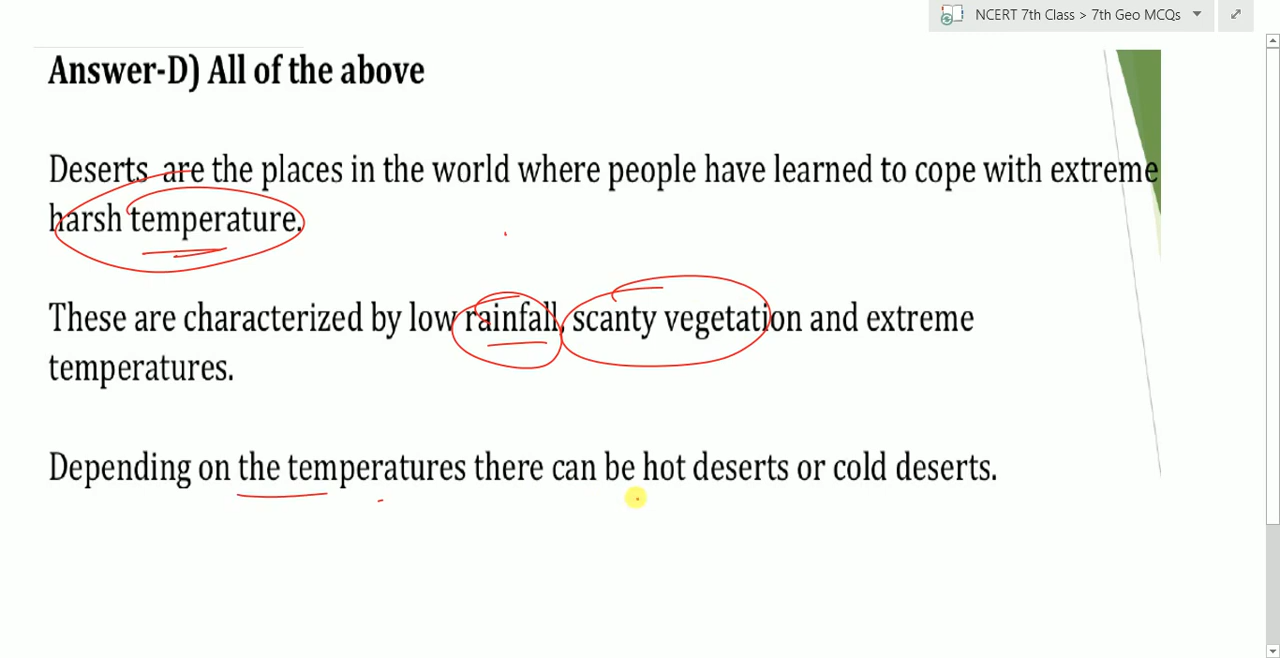 NCERT 7th Class > 7th Geo MCQs
Answer-D) All of the above
Deserts are the places in the world where people have learned to cope with extreme
harsh temperature.
These are characterized by low rainfall, scanty vegetation and extreme
temperatures.
Depending on the temperatures there can be hot deserts or cold deserts.